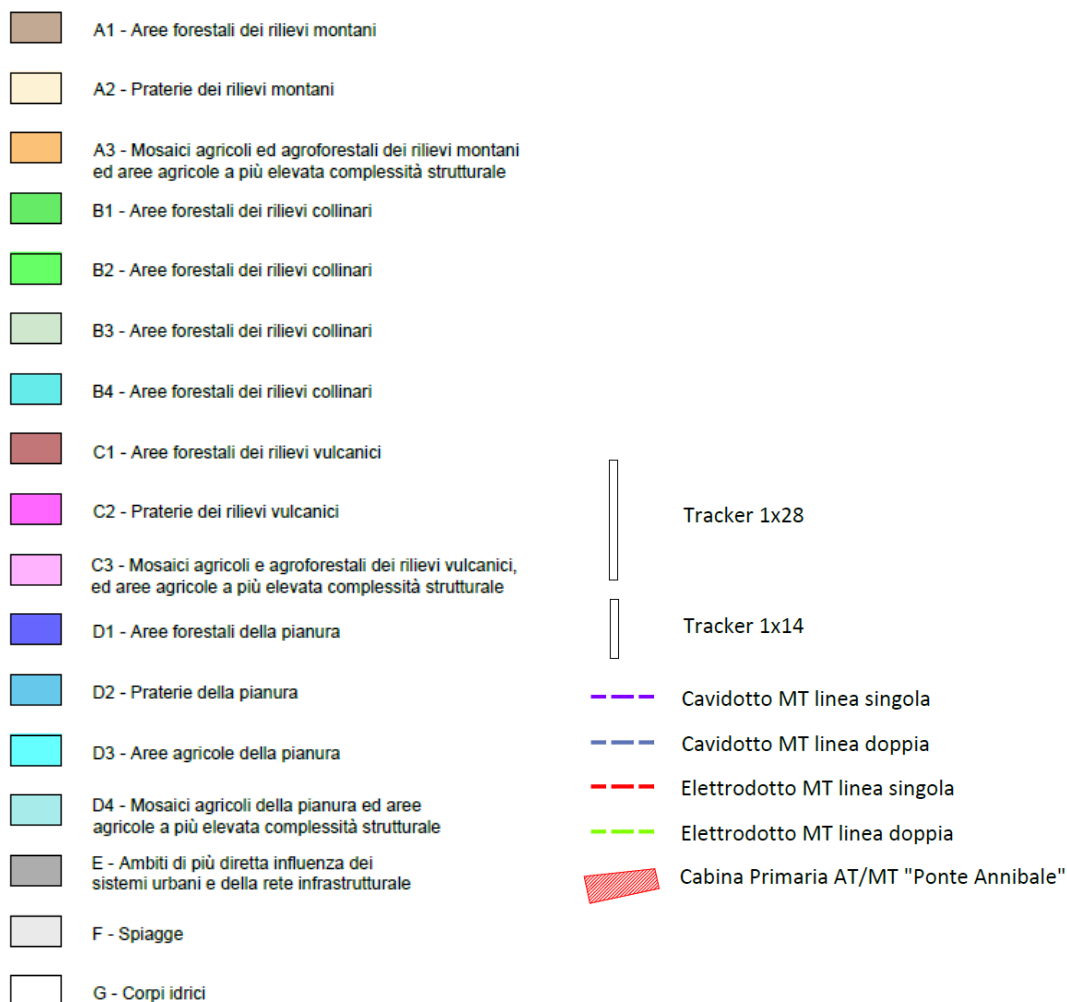 A1 - Aree forestali dei rilievi montani
A2 - Praterie dei rilievi montani
A3 - Mosaici agricoli ed agroforestali dei rilievi montani
ed aree agricole a più elevata complessità strutturale
B1 - Aree forestali dei rilievi collinari
B2 - Aree forestali dei rilievi collinari
B3 - Aree forestali dei rilievi collinari
B4 - Aree forestali dei rilievi collinari
C1 - Aree forestali dei rilievi vulcanici
C2 - Praterie dei rilievi vulcanici
C3 - Mosaici agricoli e agroforestali dei rilievi vulcanici,
ed aree agricole a più elevata complessità strutturale
D1 - Aree forestali della pianura
D2 - Praterie della pianura
D3 - Aree agricole della pianura
D4 - Mosaici agricoli della pianura ed aree
agricole a più elevata complessità strutturale
E - Ambiti di più diretta influenza dei
sistemi urbani e della rete infrastrutturale
F - Spiagge
G - Corpi idrici
Tracker 1x28
Tracker 1x14
Cavidotto MT linea singola
Cavidotto MT linea doppia
Elettrodotto MT linea singola
Elettrodotto MT linea doppia
Cabina Primaria AT/MT "Ponte Annibale"